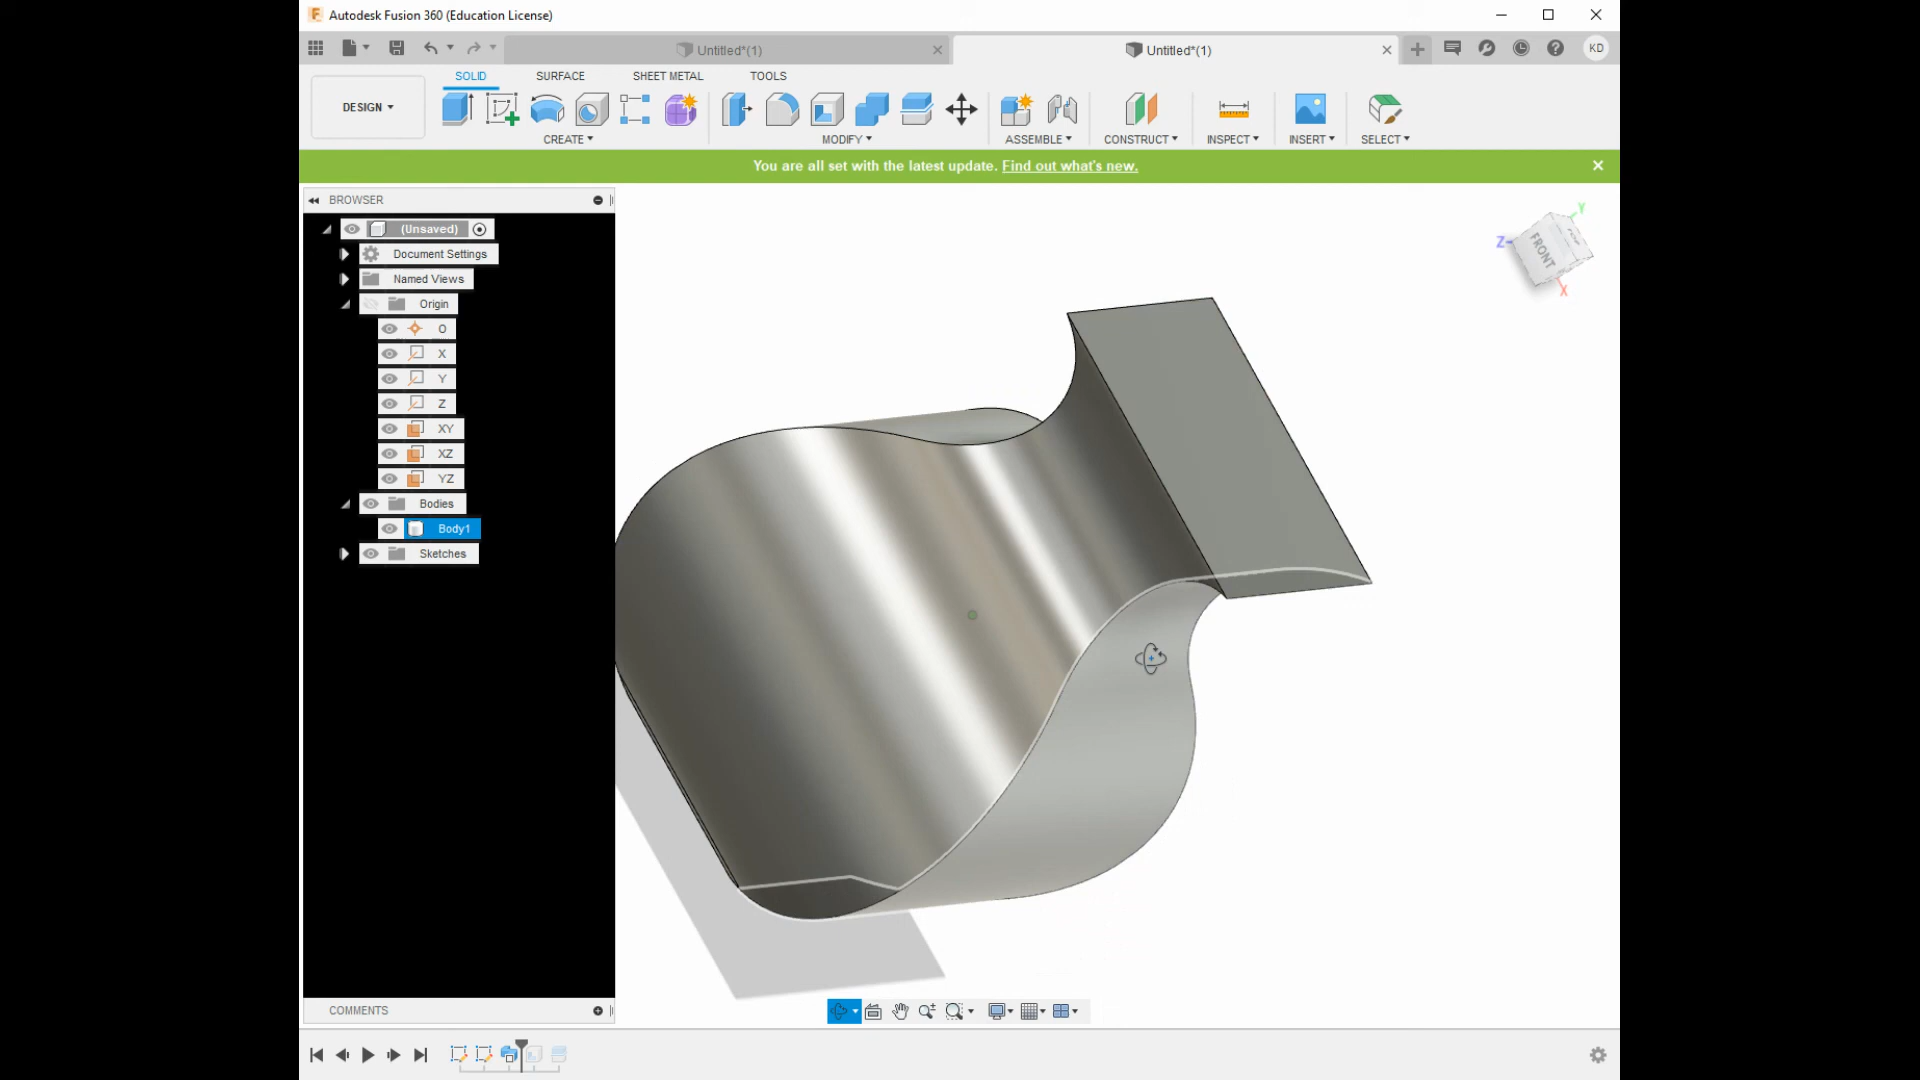 Autodesk Fusion 360 (Education License)
Untitled*(1)
Untitled*(1)
KD
DESIGN
SOLID
SURFACE
SHEET METAL
TOOLS
CREATE
MODIFY
ASSEMBLE
CONSTRUCT
INSPECT
INSERT
SELECT
You are all set with the latest update. Find out what's new.
BROWSER
(Unsaved)
Document Settings
Named Views
Origin
O
X
Y
Z
XY
XZ
YZ
Bodies
Body1
Sketches
Y
Z
FRONT
X
COMMENTS